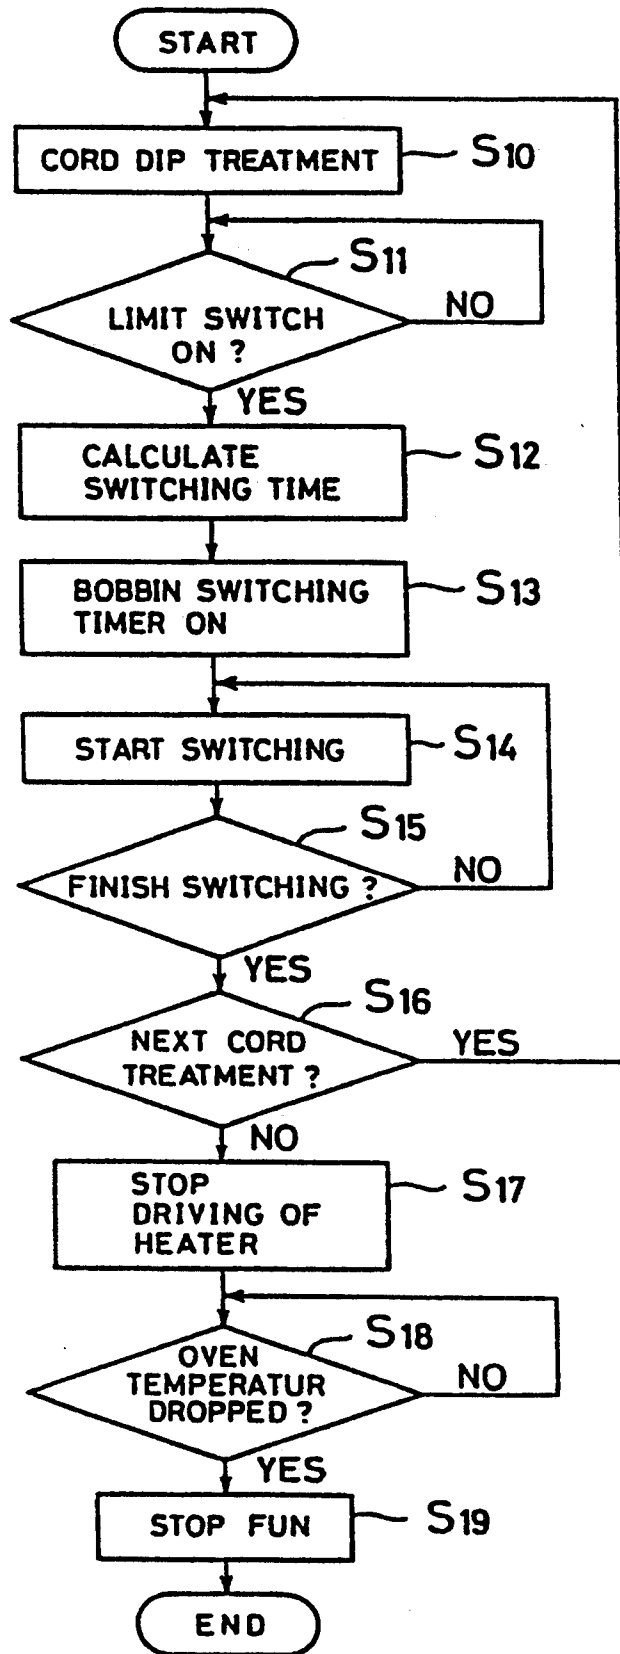 START
CORD DIP TREATMENT
S10
S11
LIMIT SWITCH
ON ?
NO
YES
CALCULATE
SWITCHING TIME
S12
BOBBIN SWITCHING
TIMER ON
S13
START SWITCHING
S14
S15
FINISH SWITCHING ?
NO
YES
S16
NEXT CORD
TREATMENT ?
YES
NO
STOP
DRIVING OF
HEATER
S17
S18
OVEN
TEMPERATUR
DROPPED ?
NO
YES
STOP FUN
S19
END